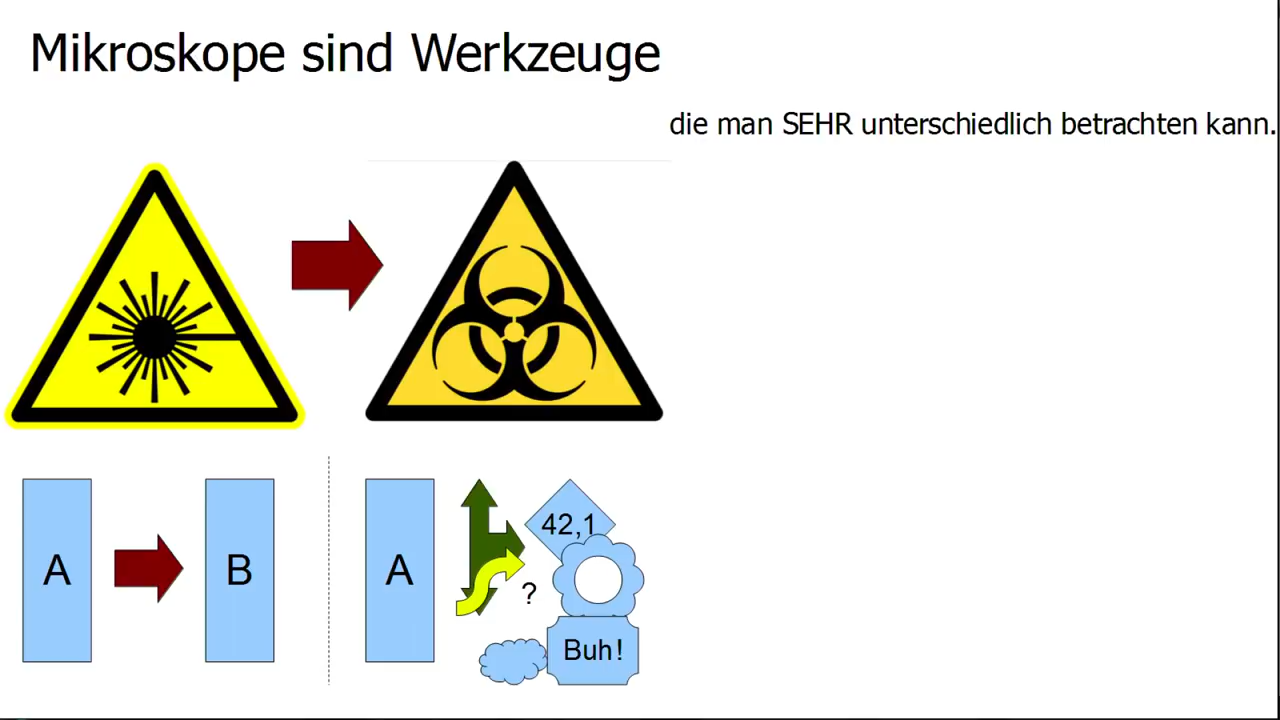 Mikroskope sind Werkzeuge
die man SEHR unterschiedlich betrachten kann.
A
B
A
42,1
?
Buh!